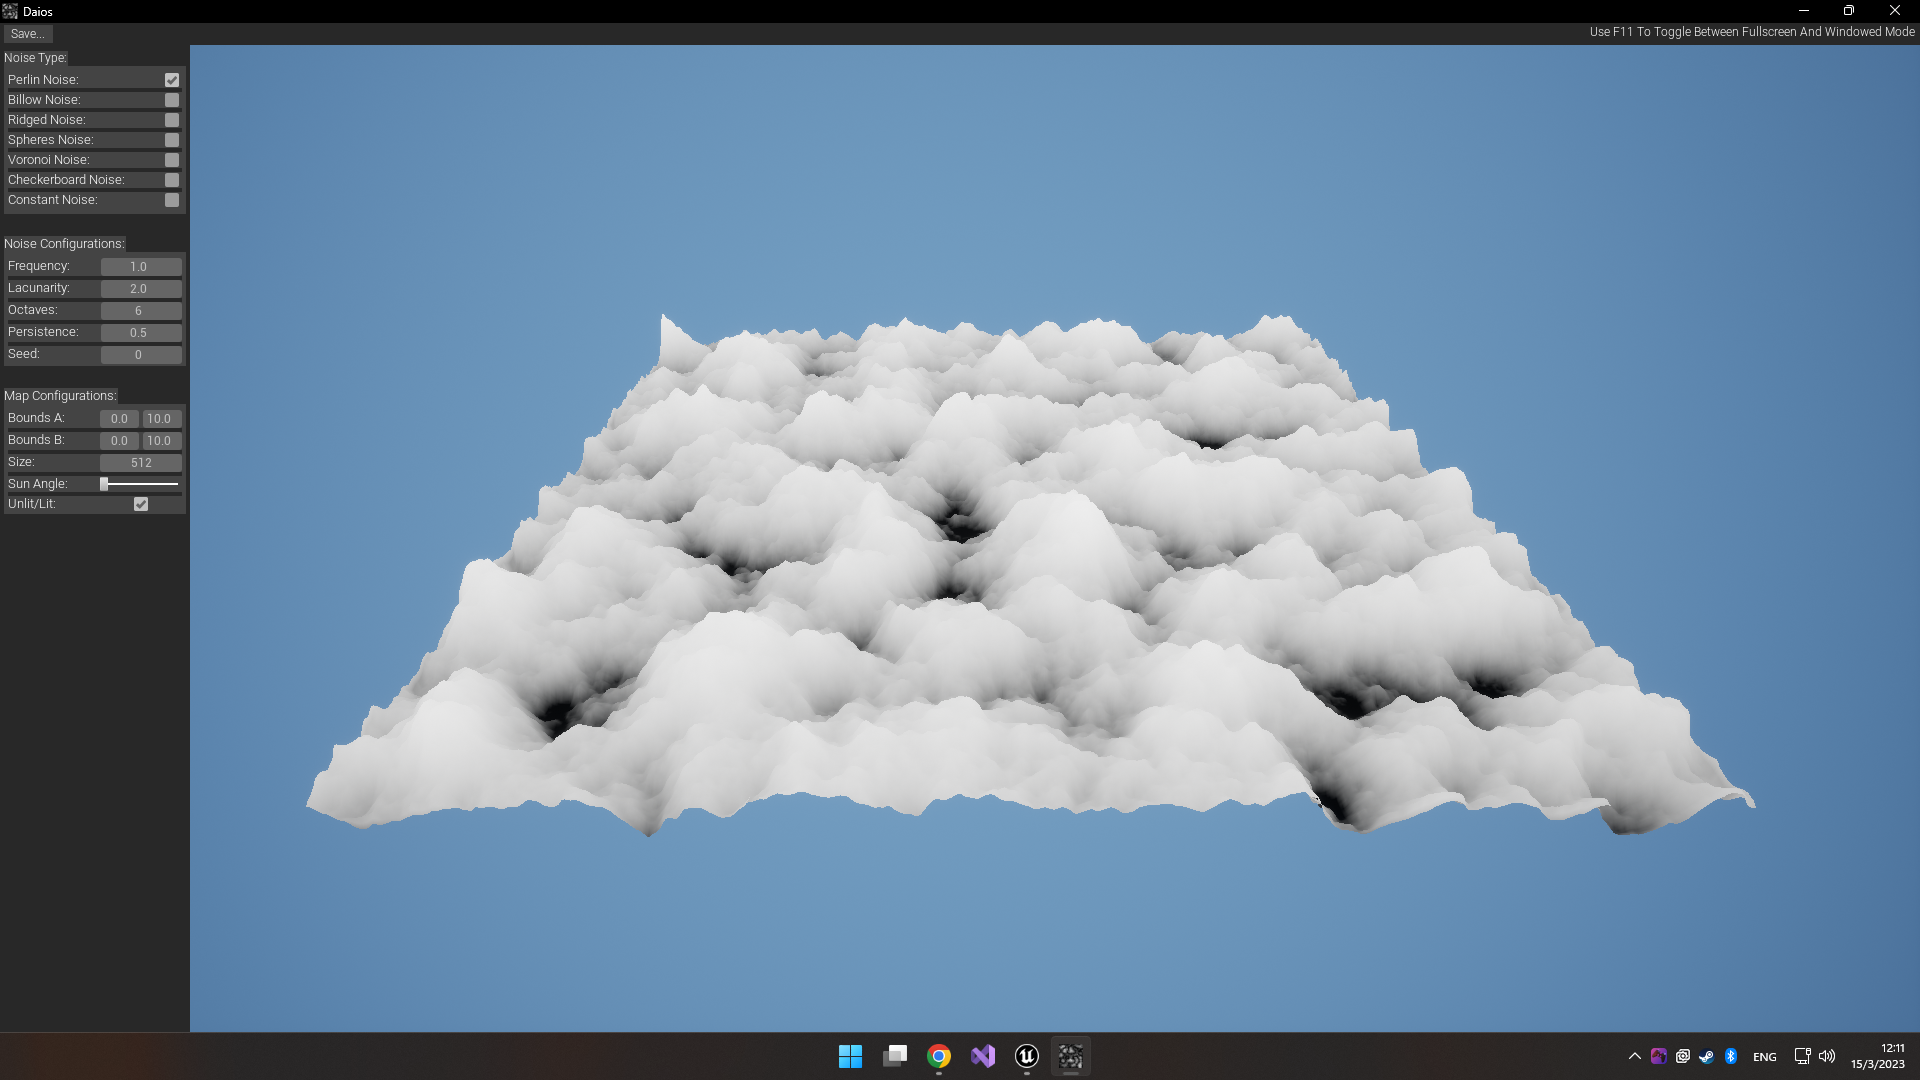 Daios
Save...
Use F11 To Toggle Between Fullscreen And Windowed Mode
Noise Type:
Perlin Noise:
Billow Noise:
Ridged Noise:
Spheres Noise:
Voronoi Noise:
Checkerboard Noise:
Constant Noise:
Noise Configurations:
Frequency: 1.0
Lacunarity: 2.0
Octaves: 6
Persistence: 0.5
Seed: 0
Map Configurations:
Bounds A: 0.0 10.0
Bounds B: 0.0 10.0
Size: 512
Sun Angle:
Unlit/Lit:
ENG
12:11
15/3/2023